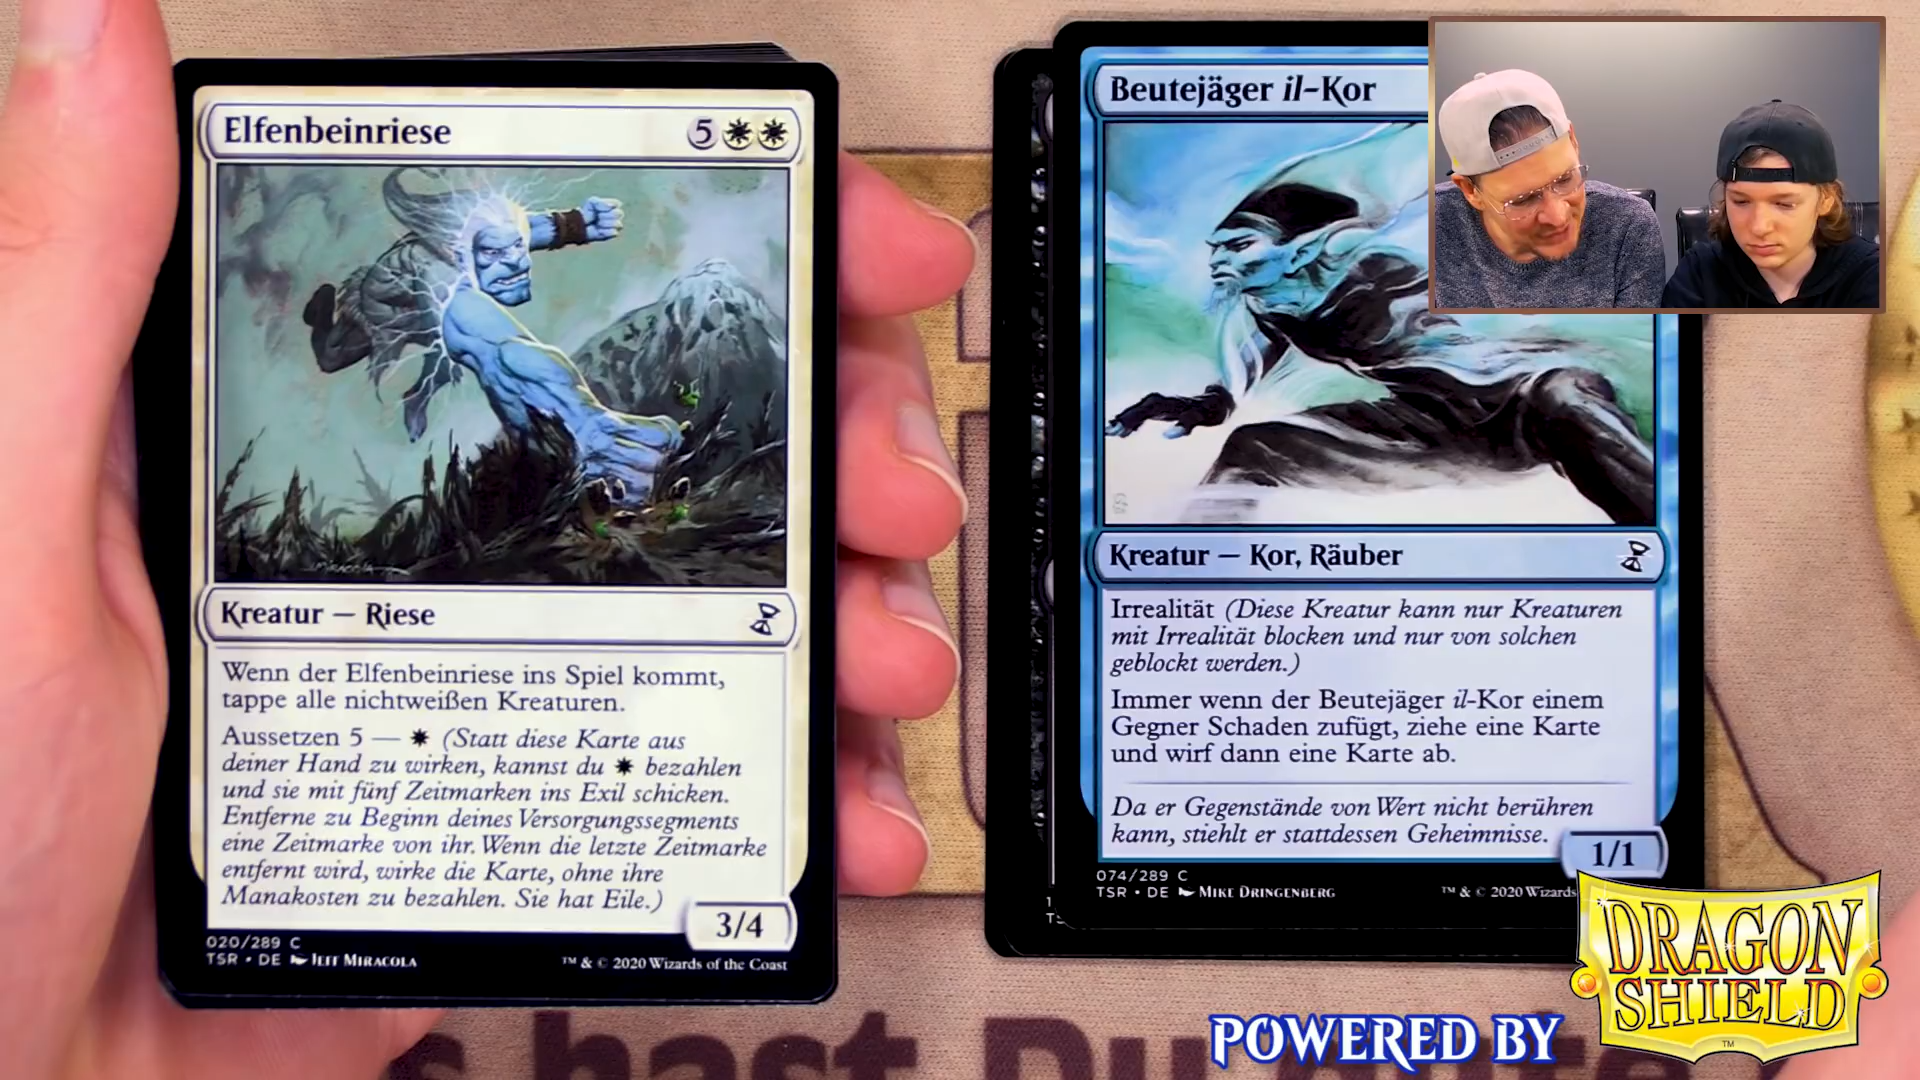 Elfenbeinriese 5
MIRACOLA
Kreatur — Riese
Wenn der Elfenbeinriese ins Spiel kommt,
tappe alle nichtweißen Kreaturen.
Aussetzen 5 — (Statt diese Karte aus
deiner Hand zu wirken, kannst du bezahlen
und sie mit fünf Zeitmarken ins Exil schicken.
Entferne zu Beginn deines Versorgungssegments
eine Zeitmarke von ihr. Wenn die letzte Zeitmarke
entfernt wird, wirke die Karte, ohne ihre
Manakosten zu bezahlen. Sie hat Eile.)
3/4
020/289 C
TSR • DE JEFF MIRACOLA
™ & © 2020 Wizards of the Coast
Beutejäger il-Kor
Kreatur — Kor, Räuber
Irrealität (Diese Kreatur kann nur Kreaturen
mit Irrealität blocken und nur von solchen
geblockt werden.)
Immer wenn der Beutejäger il-Kor einem
Gegner Schaden zufügt, ziehe eine Karte
und wirf dann eine Karte ab.
Da er Gegenstände von Wert nicht berühren
kann, stiehlt er stattdessen Geheimnisse.
1/1
074/289 C
TSR • DE MIKE DRINGENBERG
™ & © 2020 Wizards
hast Du
POWERED BY
DRAGON
SHIELD
TM